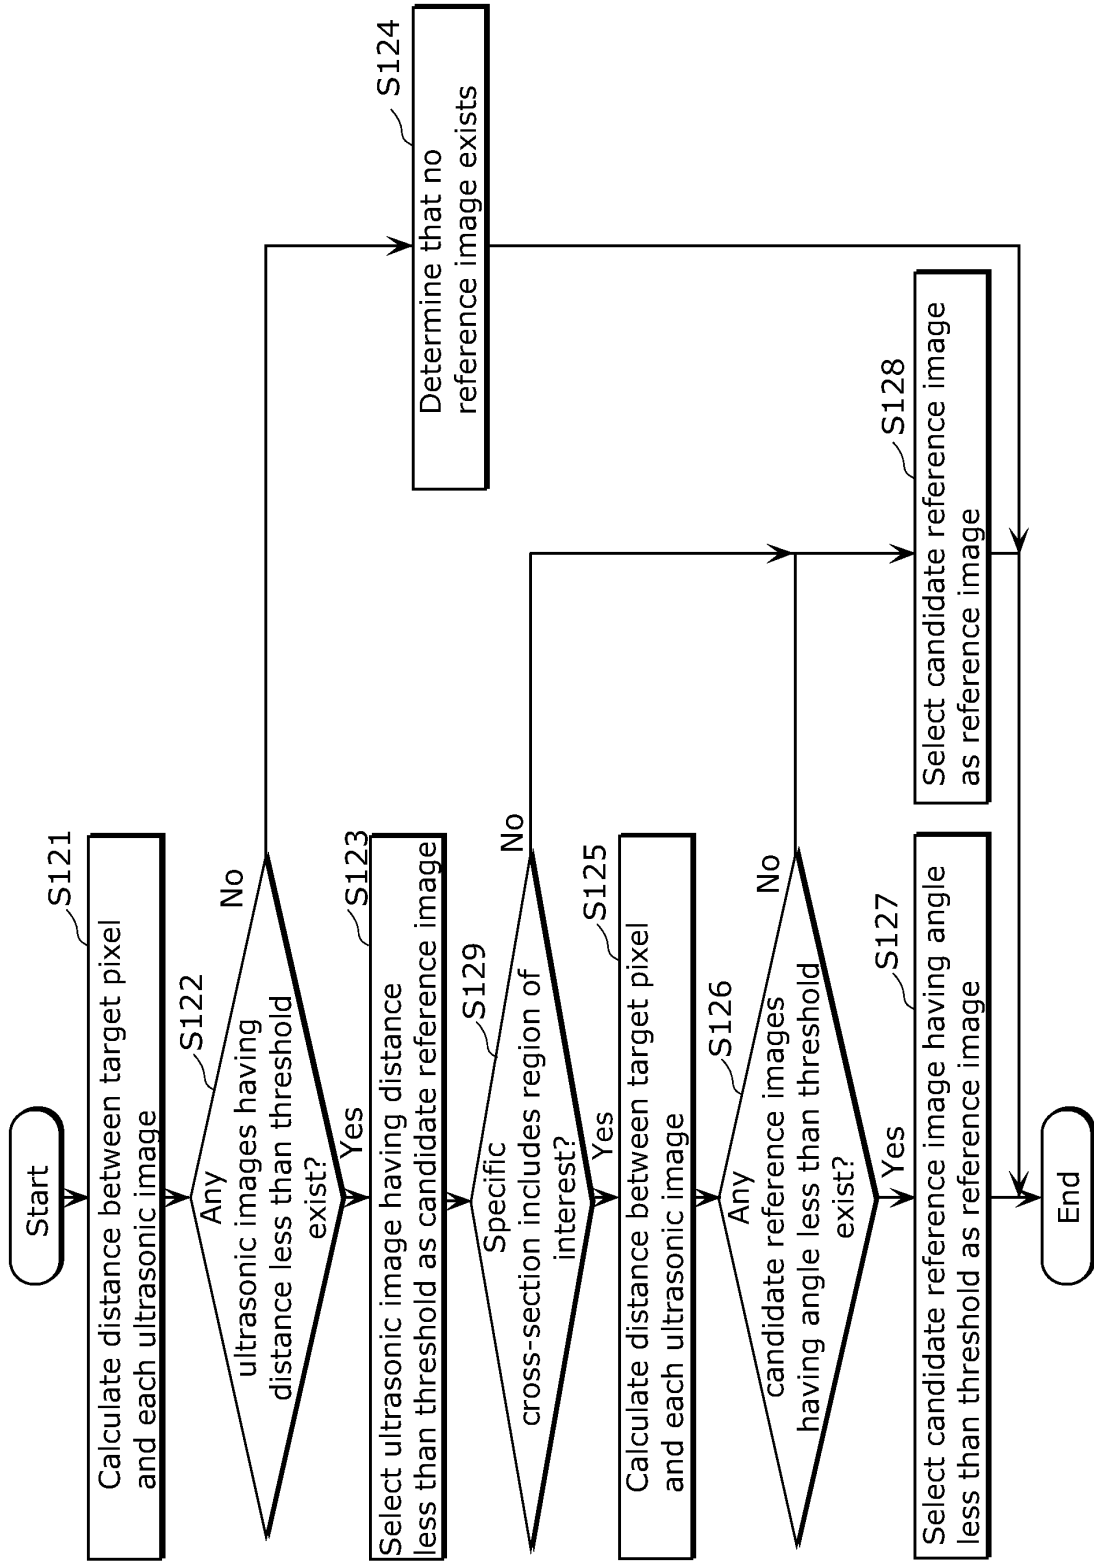 Start
S121
Calculate distance between target pixel
and each ultrasonic image
S122
Any
ultrasonic images having
distance less than threshold
exist?
No
Yes
S124
Determine that no
reference image exists
S123
Select ultrasonic image having distance
less than threshold as candidate reference image
S129
Specific
cross-section includes region of
interest?
No
Yes
S125
Calculate distance between target pixel
and each ultrasonic image
S126
Any
candidate reference images
having angle less than threshold
exist?
No
Yes
S127
Select candidate reference image having angle
less than threshold as reference image
S128
Select candidate reference image
as reference image
End